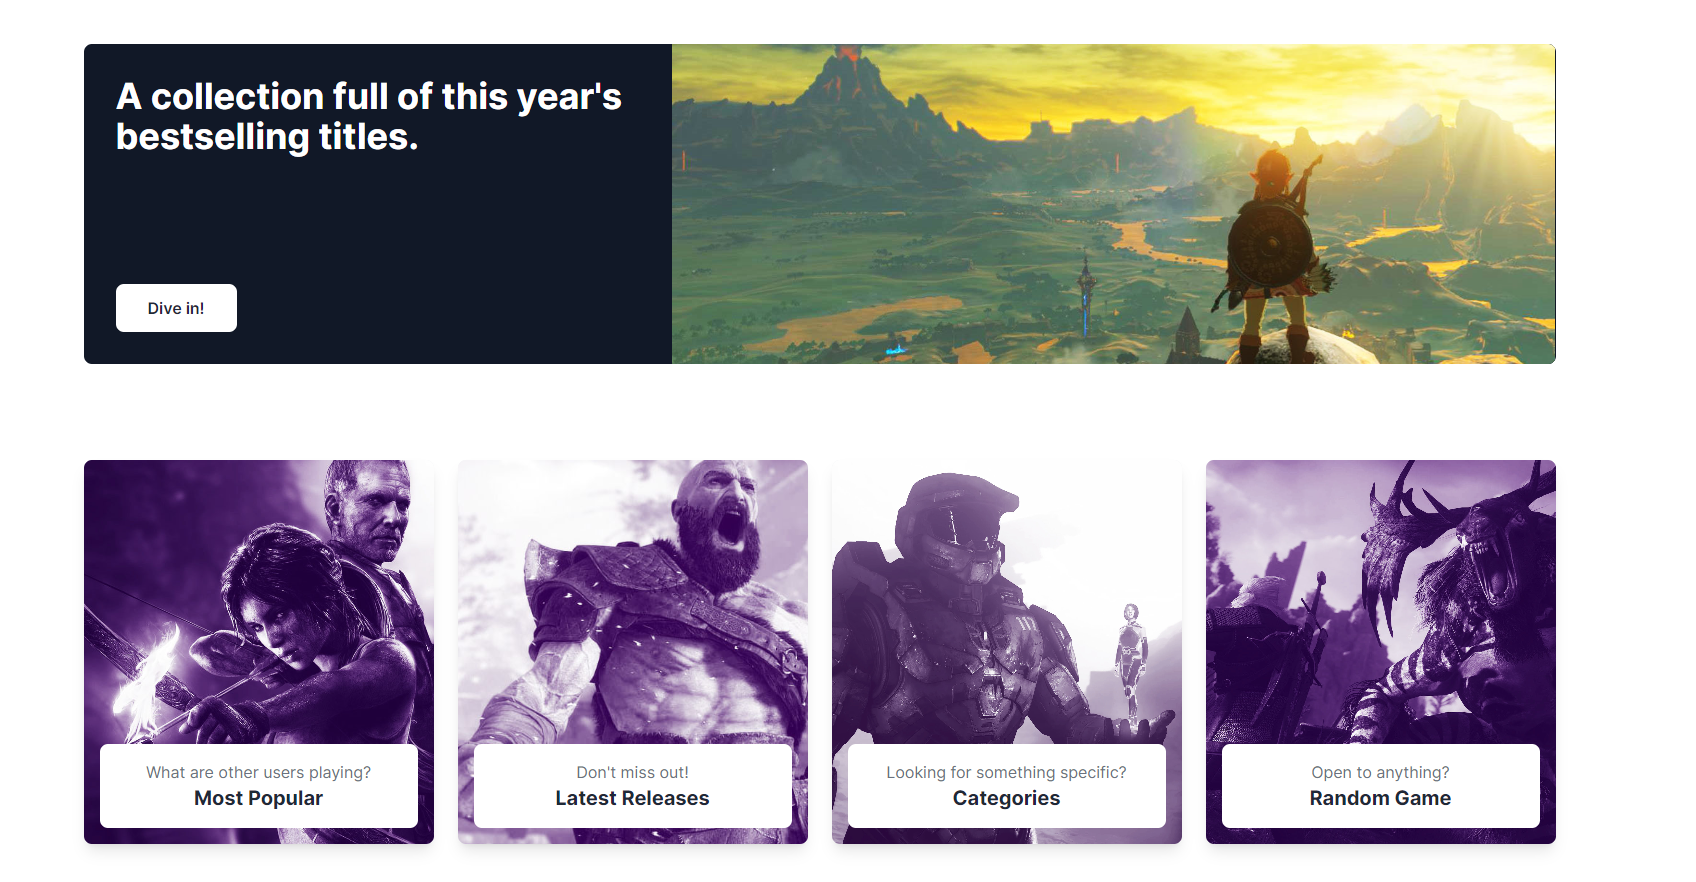 A collection full of this year's
bestselling titles.
Dive in!
What are other users playing?
Most Popular
Don't miss out!
Latest Releases
Looking for something specific?
Categories
Open to anything?
Random Game